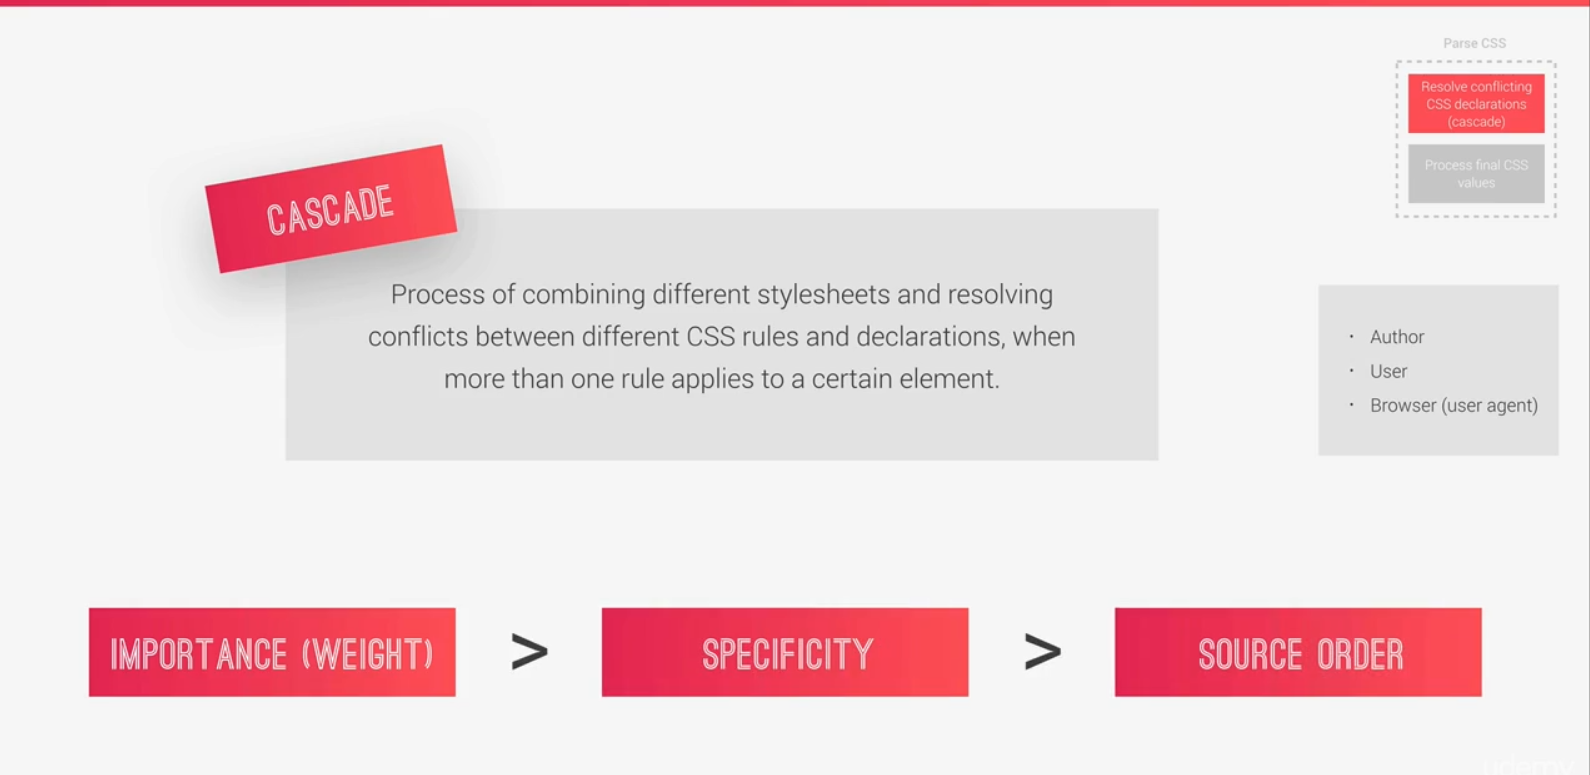 Parse CSS
Resolve conflicting
CSS declarations
(cascade)
Process final CSS
values
CASCADE
Process of combining different stylesheets and resolving
conflicts between different CSS rules and declarations, when
more than one rule applies to a certain element.
• Author
• User
• Browser (user agent)
IMPORTANCE (WEIGHT) > SPECIFICITY > SOURCE ORDER
udemy